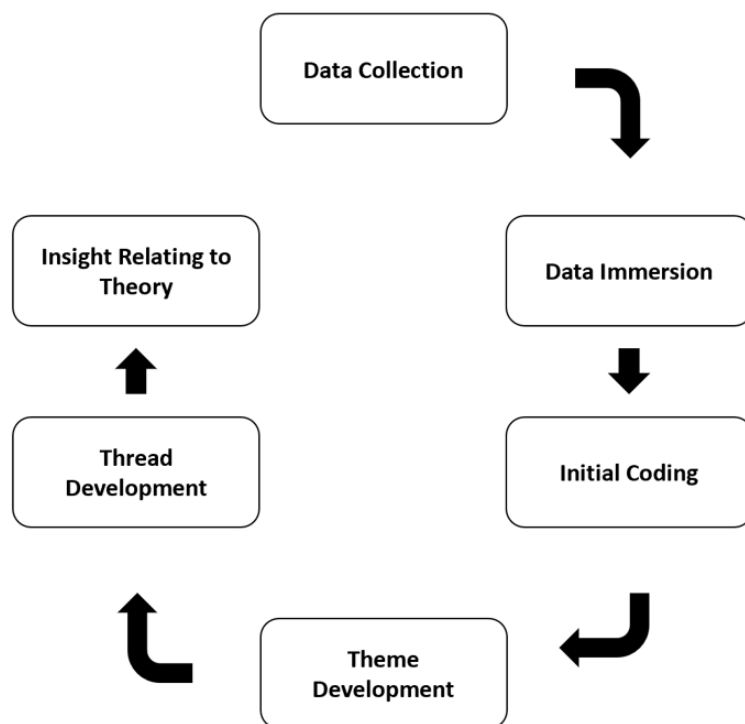 Data Collection
Data Immersion
Initial Coding
Theme
Development
Thread
Development
Insight Relating to
Theory